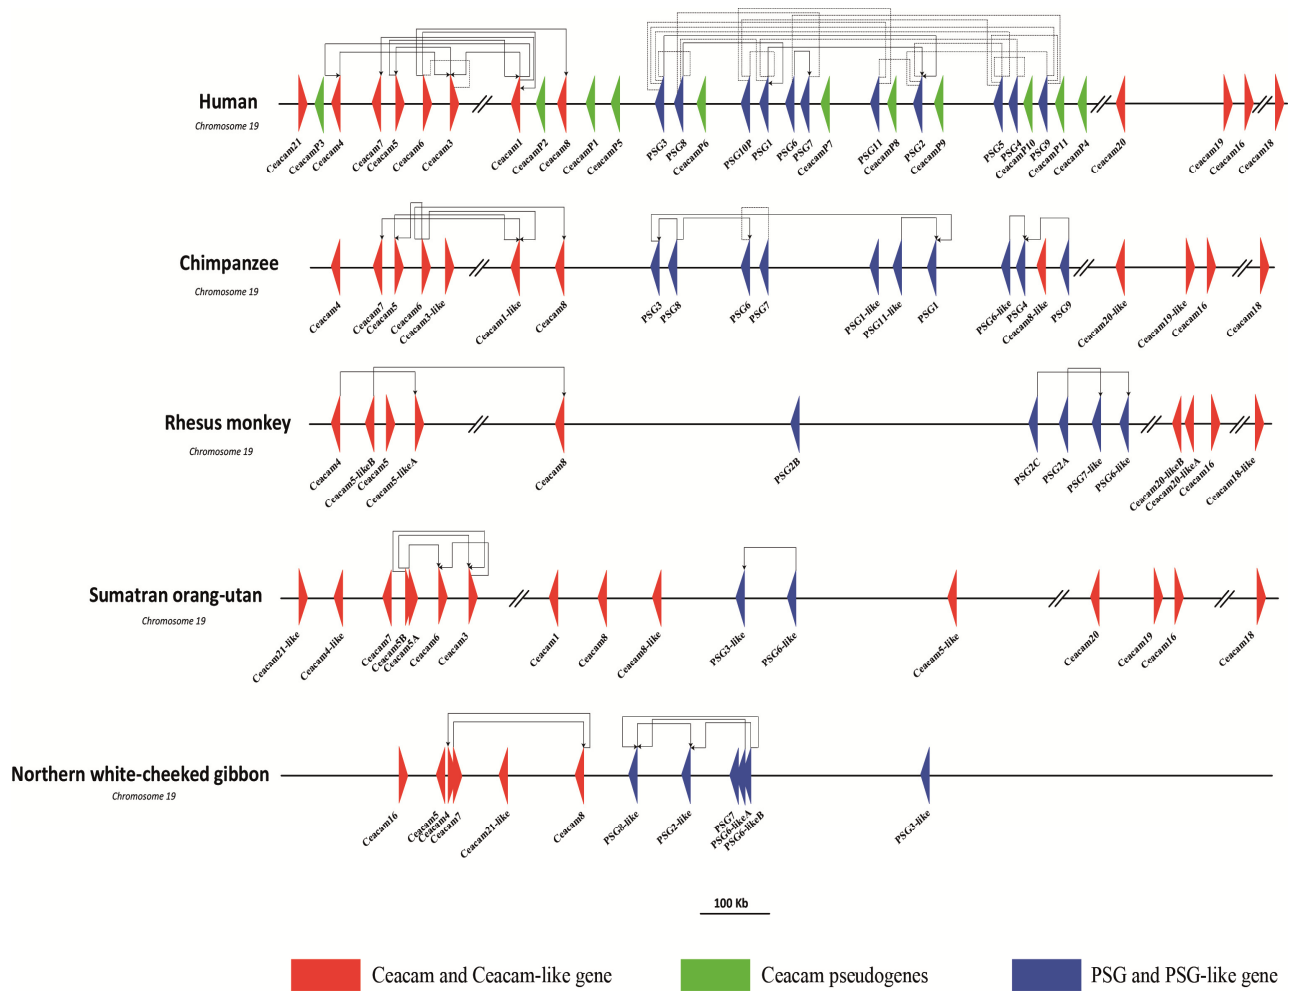 Human
Chromosome 19
Ceacam21
CeacamP3
Ceacam4
Ceacam7
Ceacam5
Ceacam6
Ceacam3
Ceacam1
CeacamP2
Ceacam8
CeacamP1
CeacamP5
PSG3
PSG8
CeacamP6
PSG10P
PSG1
PSG6
PSG7
CeacamP7
PSG11
CeacamP8
PSG2
CeacamP9
PSG5
PSG4
CeacamP10
PSG9
CeacamP11
CeacamP4
Ceacam20
Ceacam19
Ceacam16
Ceacam18
Chimpanzee
Chromosome 19
Ceacam4
Ceacam7
Ceacam5
Ceacam6
Ceacam3-like
Ceacam1-like
Ceacam8
PSG3
PSG8
PSG6
PSG7
PSG1-like
PSG11-like
PSG1
PSG6-like
PSG4
Ceacam8-like
PSG9
Ceacam20-like
Ceacam19-like
Ceacam16
Ceacam18
Rhesus monkey
Chromosome 19
Ceacam4
Ceacam5-likeB
Ceacam5
Ceacam5-likeA
Ceacam8
PSG2B
PSG2C
PSG2A
PSG7-like
PSG6-like
Ceacam20-likeB
Ceacam20-likeA
Ceacam16
Ceacam18-like
Sumatran orang-utan
Chromosome 19
Ceacam21-like
Ceacam4-like
Ceacam7
Ceacam5B
Ceacam5A
Ceacam6
Ceacam3
Ceacam1
Ceacam8
Ceacam8-like
PSG3-like
PSG6-like
Ceacam5-like
Ceacam20
Ceacam19
Ceacam16
Ceacam18
Northern white-cheeked gibbon
Chromosome 19
Ceacam16
Ceacam5
Ceacam4
Ceacam7
Ceacam21-like
Ceacam8
PSG8-like
PSG2-like
PSG7
PSG6-likeA
PSG6-likeB
PSG3-like
100 Kb
Ceacam and Ceacam-like gene
Ceacam pseudogenes
PSG and PSG-like gene